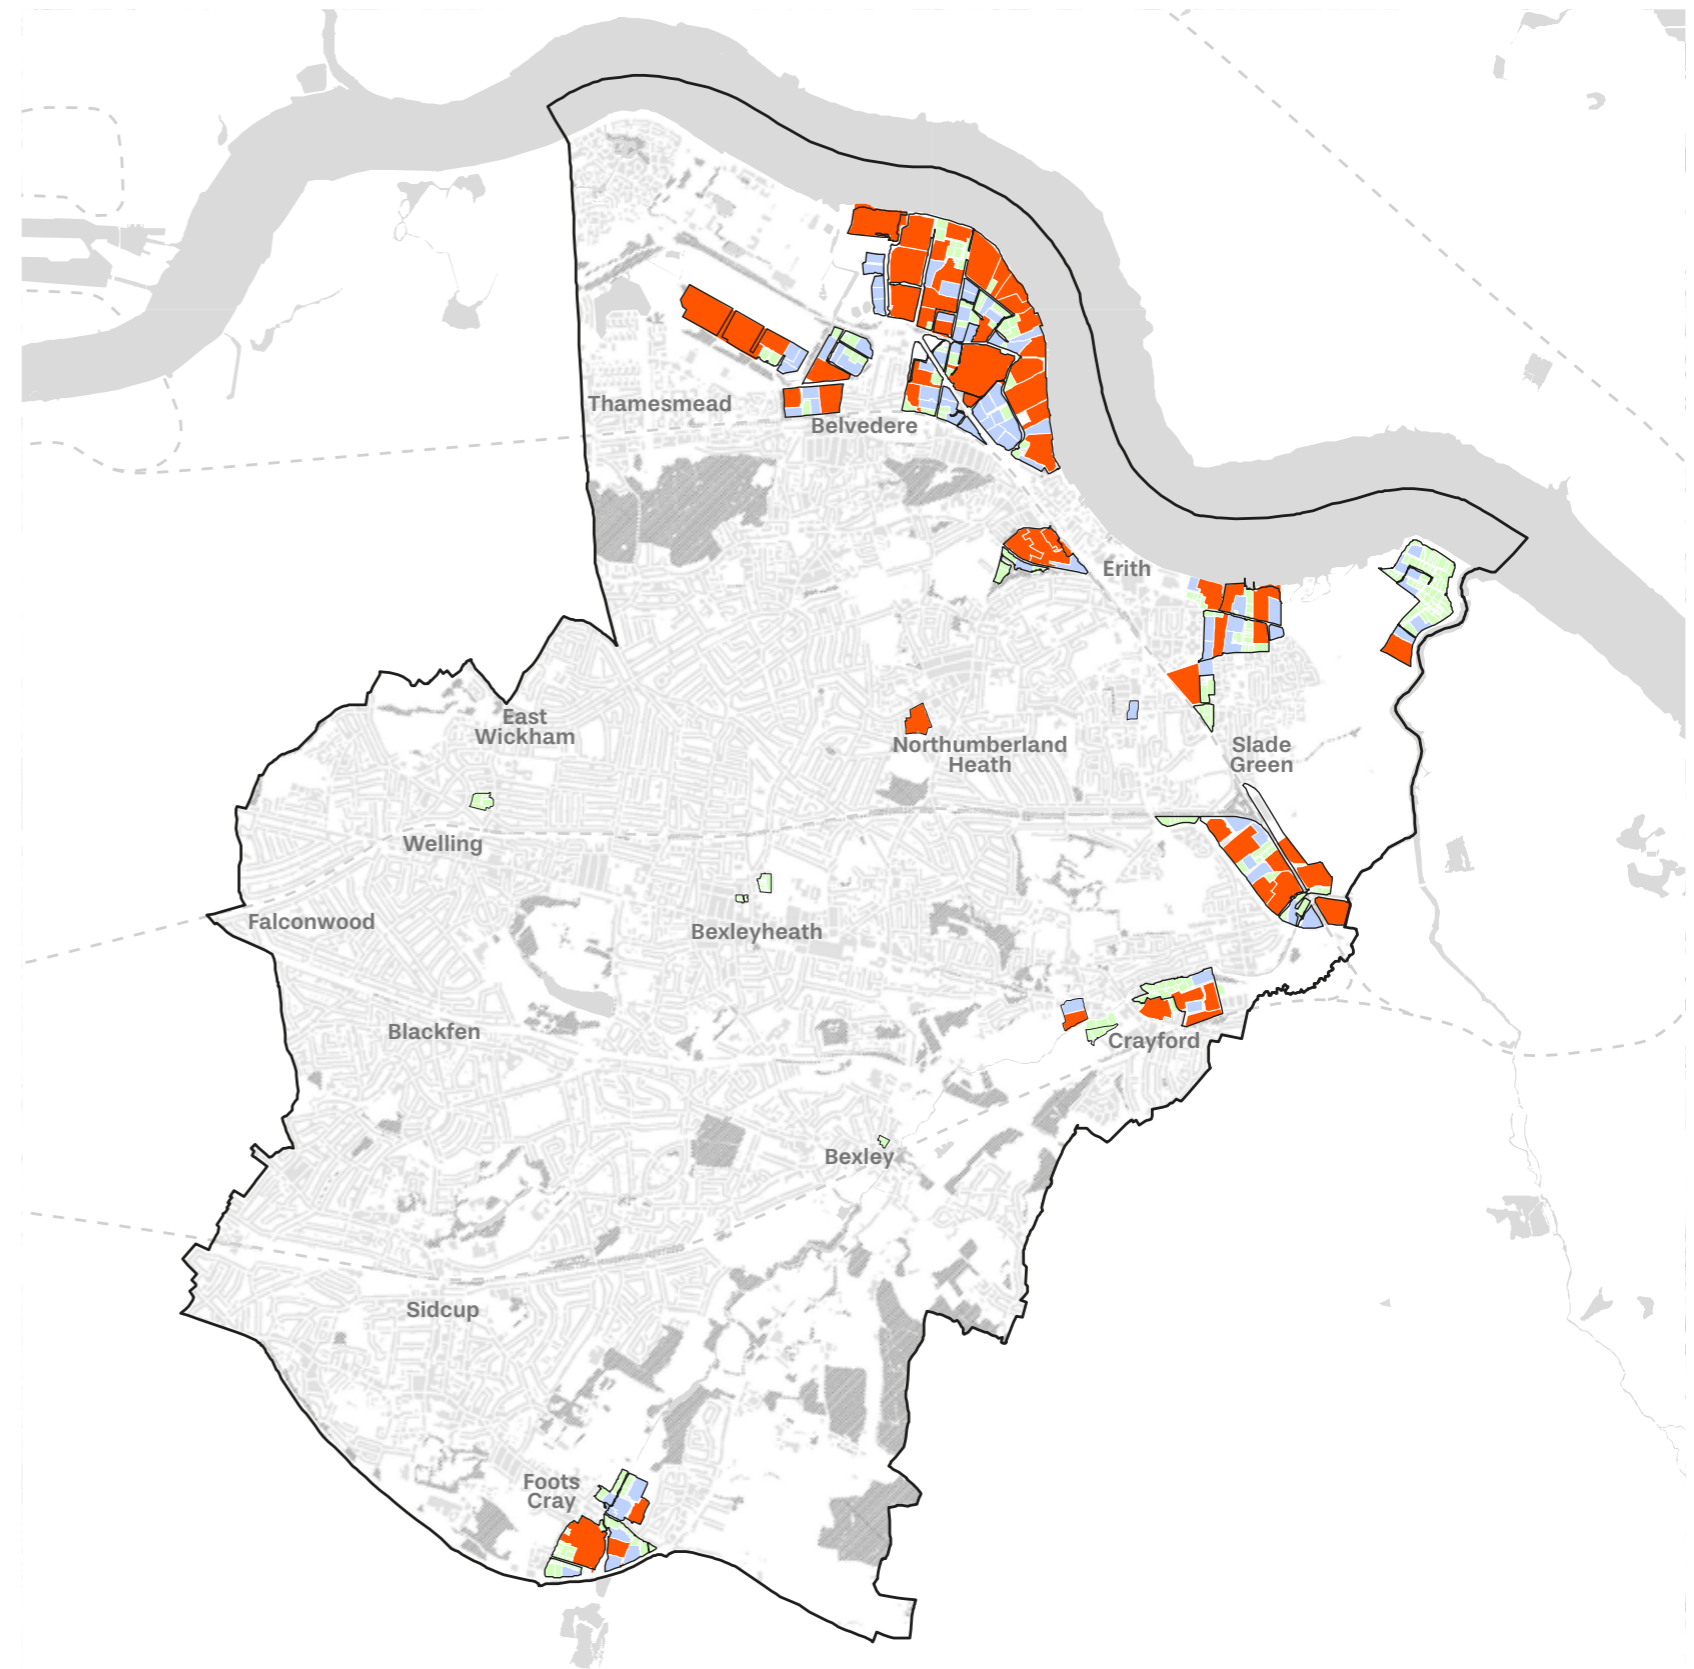 Thamesmead
Belvedere
Erith
East
Wickham
Northumberland
Heath
Slade
Green
Welling
Falconwood
Bexleyheath
Blackfen
Crayford
Bexley
Sidcup
Foots
Cray